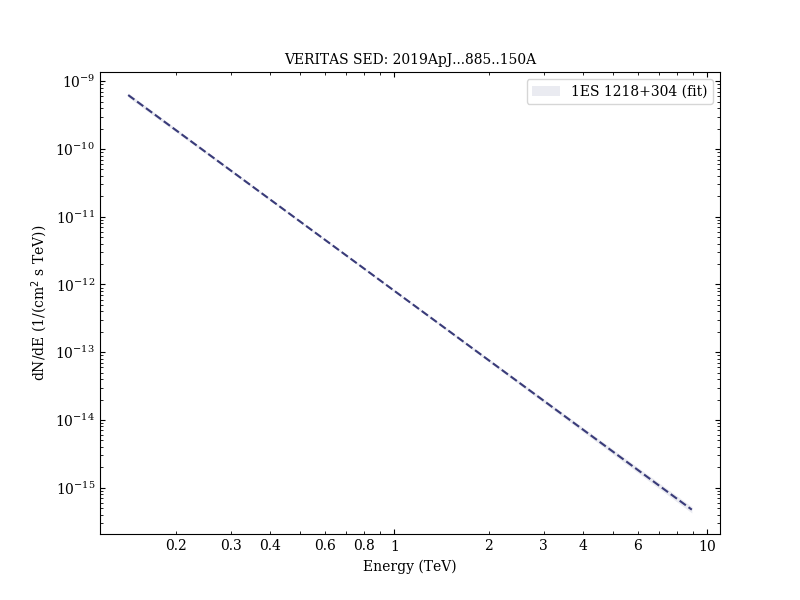 VERITAS SED: 2019ApJ...885..150A
1ES 1218+304 (fit)
dN/dE (1/(cm² s TeV))
10⁻⁹
10⁻¹⁰
10⁻¹¹
10⁻¹²
10⁻¹³
10⁻¹⁴
10⁻¹⁵
0.2 0.3 0.4 0.6 0.8 1 2 3 4 6 10
Energy (TeV)